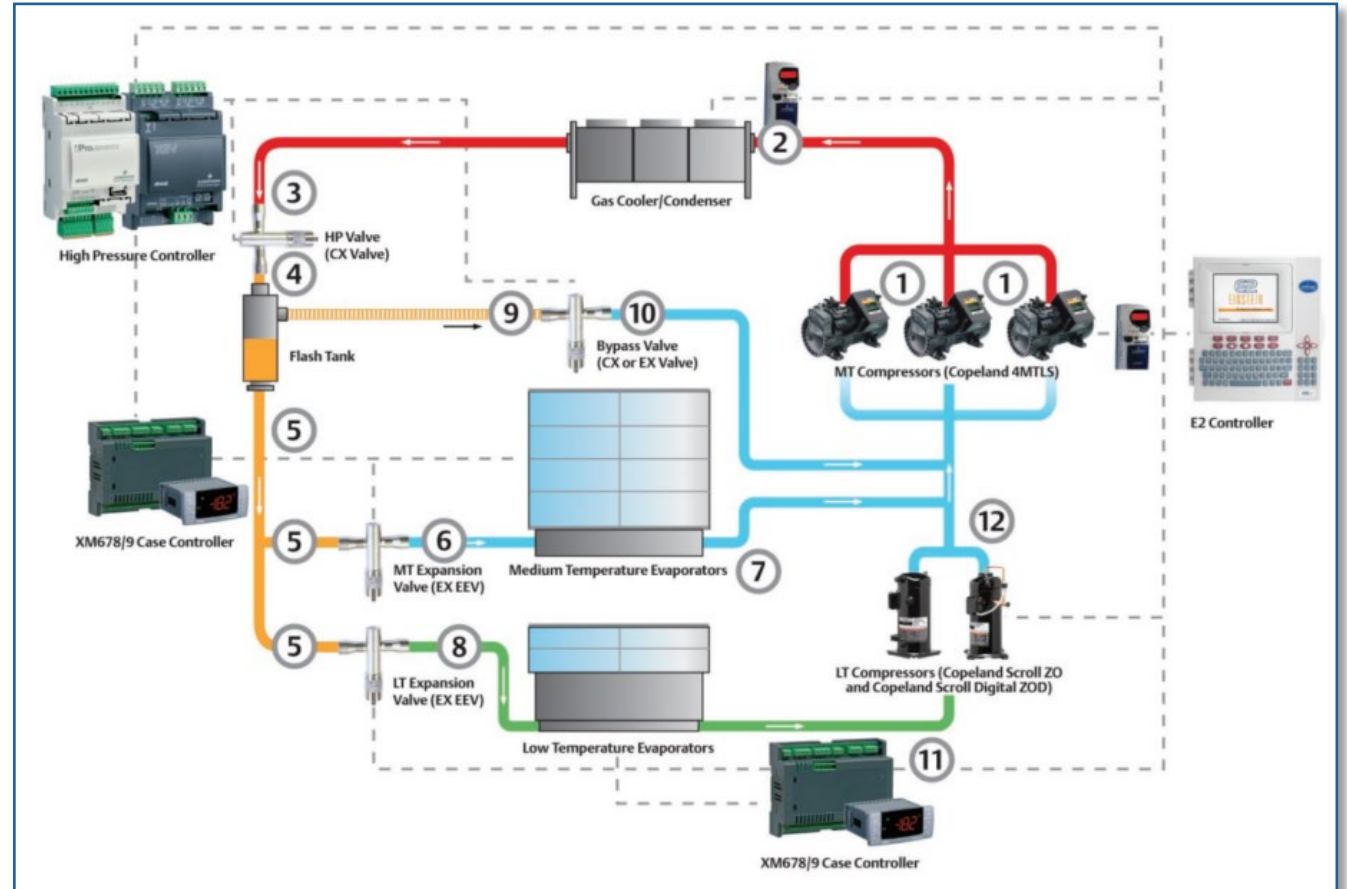 2
Gas Cooler/Condenser
3
HP Valve
(CX Valve)
High Pressure Controller
4
1
1
9
10
Flash Tank
Bypass Valve
(CX or EX Valve)
MT Compressors (Copeland 4MTLS)
EINSTEIN
E2 Controller
5
XM678/9 Case Controller
5
6
MT Expansion
Valve (EX EEV)
Medium Temperature Evaporators
7
12
5
8
LT Expansion
Valve (EX EEV)
LT Compressors (Copeland Scroll ZO
and Copeland Scroll Digital ZOD)
Low Temperature Evaporators
11
XM678/9 Case Controller